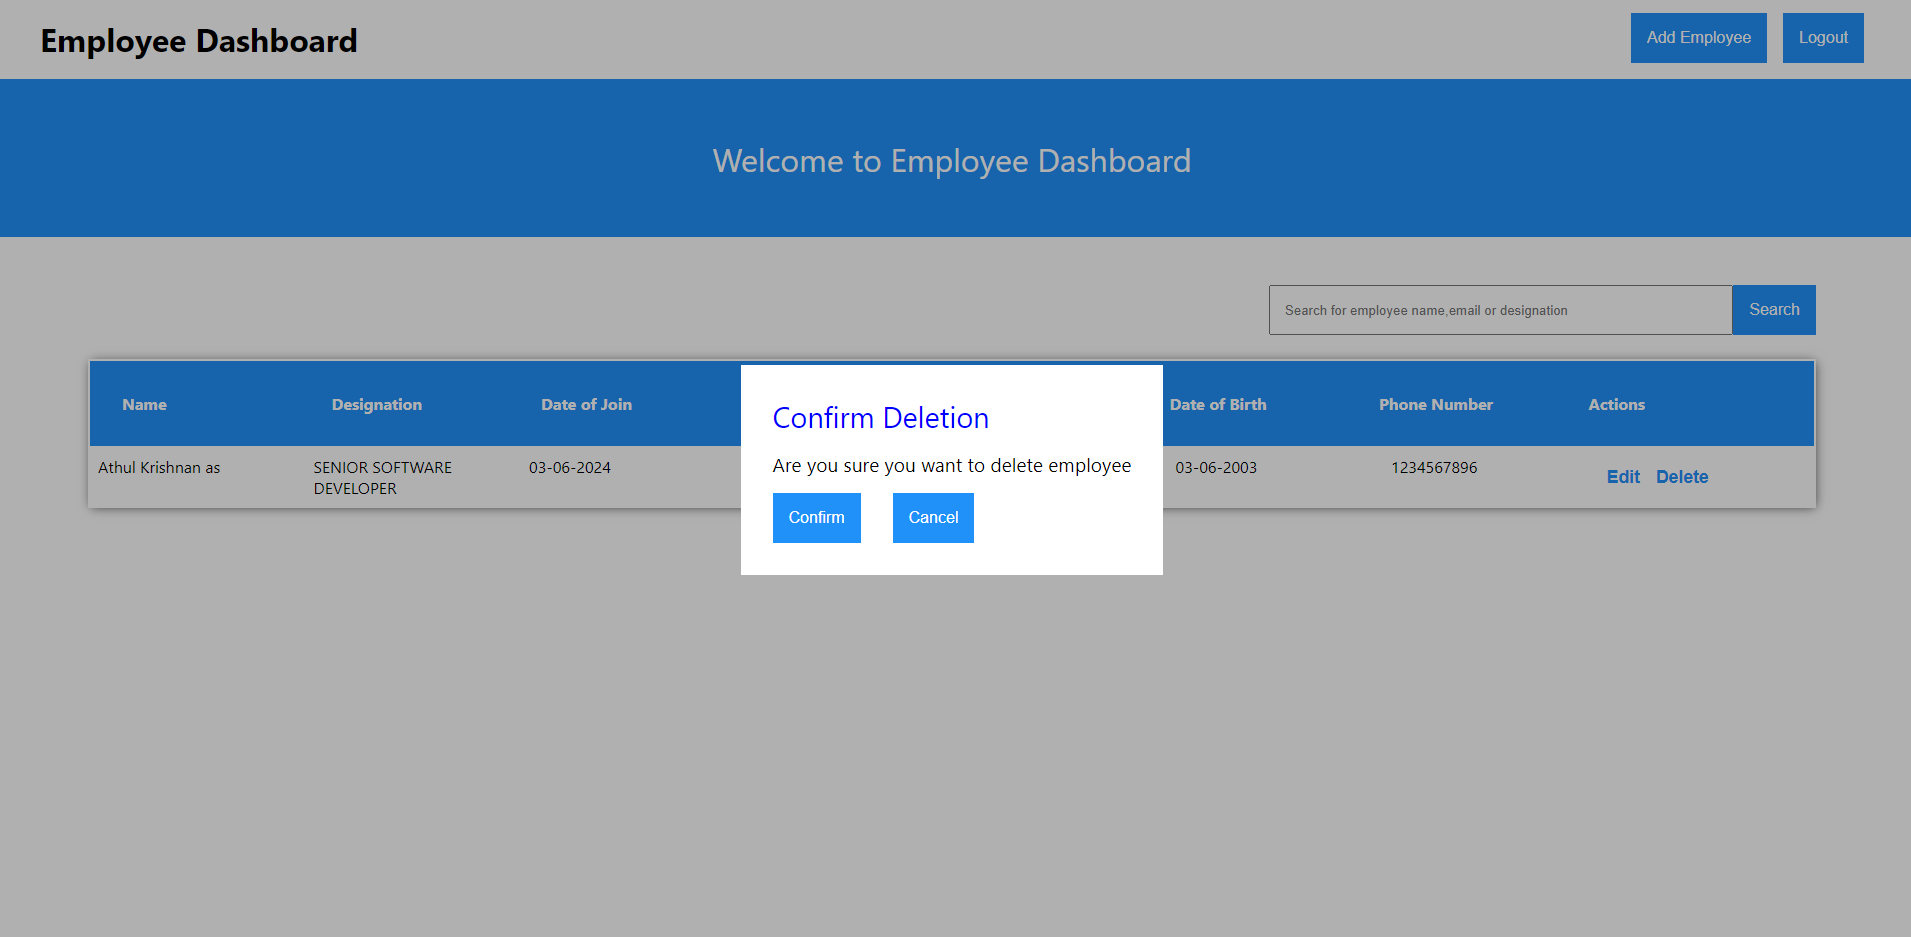 Employee Dashboard
Add Employee
Logout
Welcome to Employee Dashboard
Search for employee name,email or designation
Search
Name
Designation
Date of Join
Date of Birth
Phone Number
Actions
Athul Krishnan as
SENIOR SOFTWARE
DEVELOPER
03-06-2024
03-06-2003
1234567896
Edit
Delete
Confirm Deletion
Are you sure you want to delete employee
Confirm
Cancel